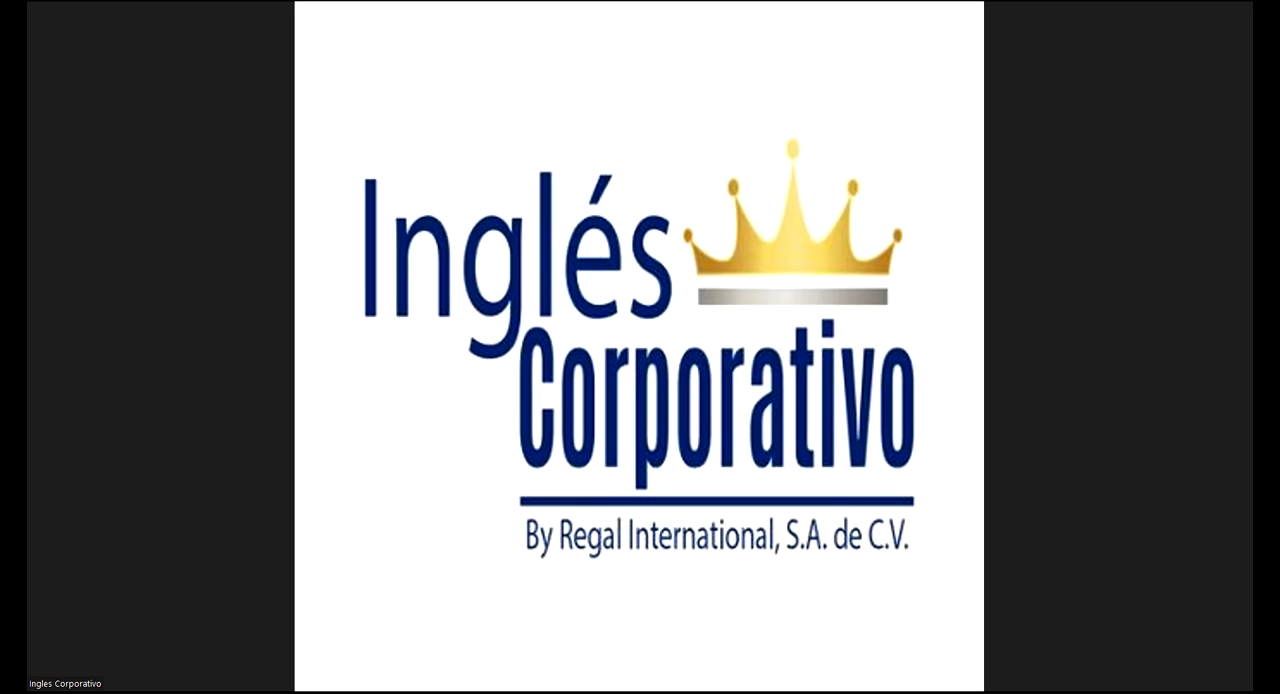 Inglés
Corporativo
By Regal International, S.A. de C.V.
Ingles Corporativo